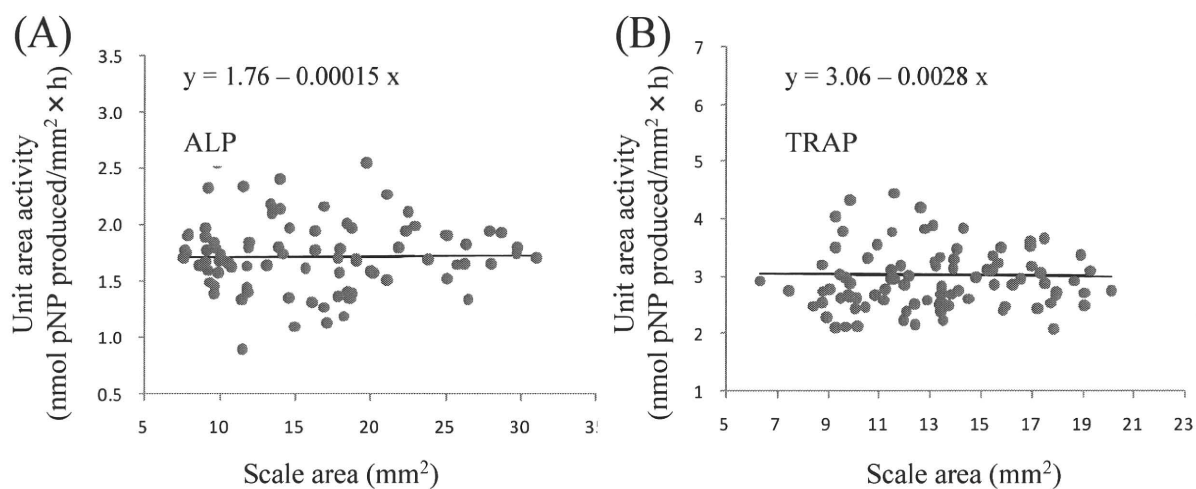 (A)
3.5
3.0
2.5
2.0
1.5
1.0
0.5
y = 1.76 – 0.00015 x
ALP
Unit area activity
(nmol pNP produced/mm² × h)
5 10 15 20 25 30 3
Scale area (mm²)
(B)
7
6
5
4
3
2
1
y = 3.06 – 0.0028 x
TRAP
Unit area activity
(nmol pNP produced/mm² × h)
5 7 9 11 13 15 17 19 21 23
Scale area (mm²)